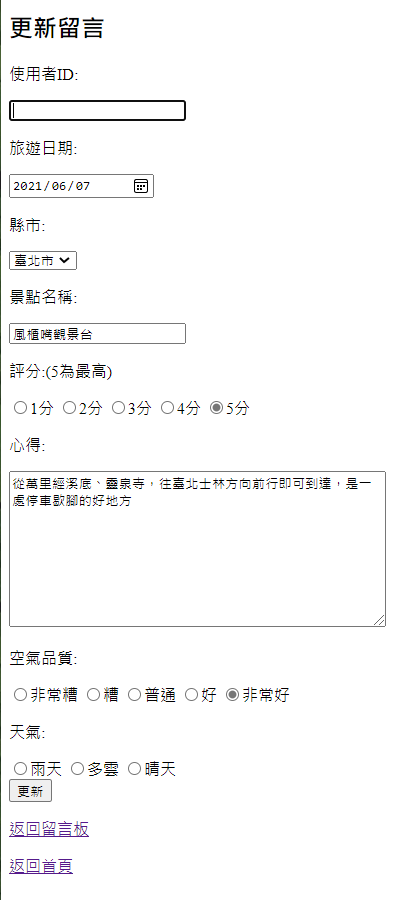 更新留言
使用者ID:
旅遊日期:
2021/06/07
縣市:
臺北市
景點名稱:
風櫃嘴觀景台
評分:(5為最高)
1分 2分 3分 4分 5分
心得:
從萬里經溪底、靈泉寺，往臺北士林方向前行即可到達，是一
處停車歇腳的好地方
空氣品質:
非常糟 糟 普通 好 非常好
天氣:
雨天 多雲 晴天
更新
返回留言板
返回首頁